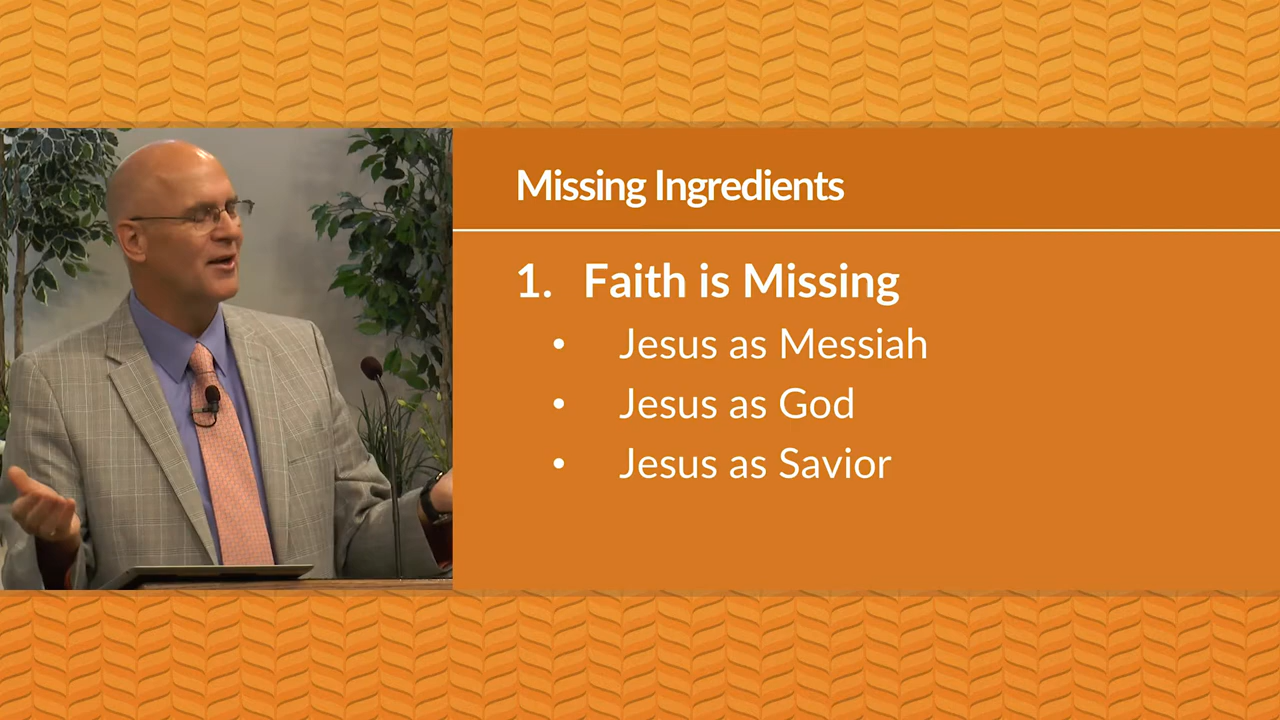 Missing Ingredients
1. Faith is Missing
• Jesus as Messiah
• Jesus as God
• Jesus as Savior